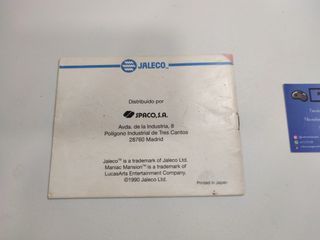 JALECO™
Distribuido por
SPACO, S.A.
Avda. de la Industria, 8
Polígono Industrial de Tres Cantos
28760 Madrid
Jaleco™ is a trademark of Jaleco Ltd.
Maniac Mansion™ is a trademark of
LucasArts Entertainment Company.
©1990 Jaleco Ltd.
Printed in Japan